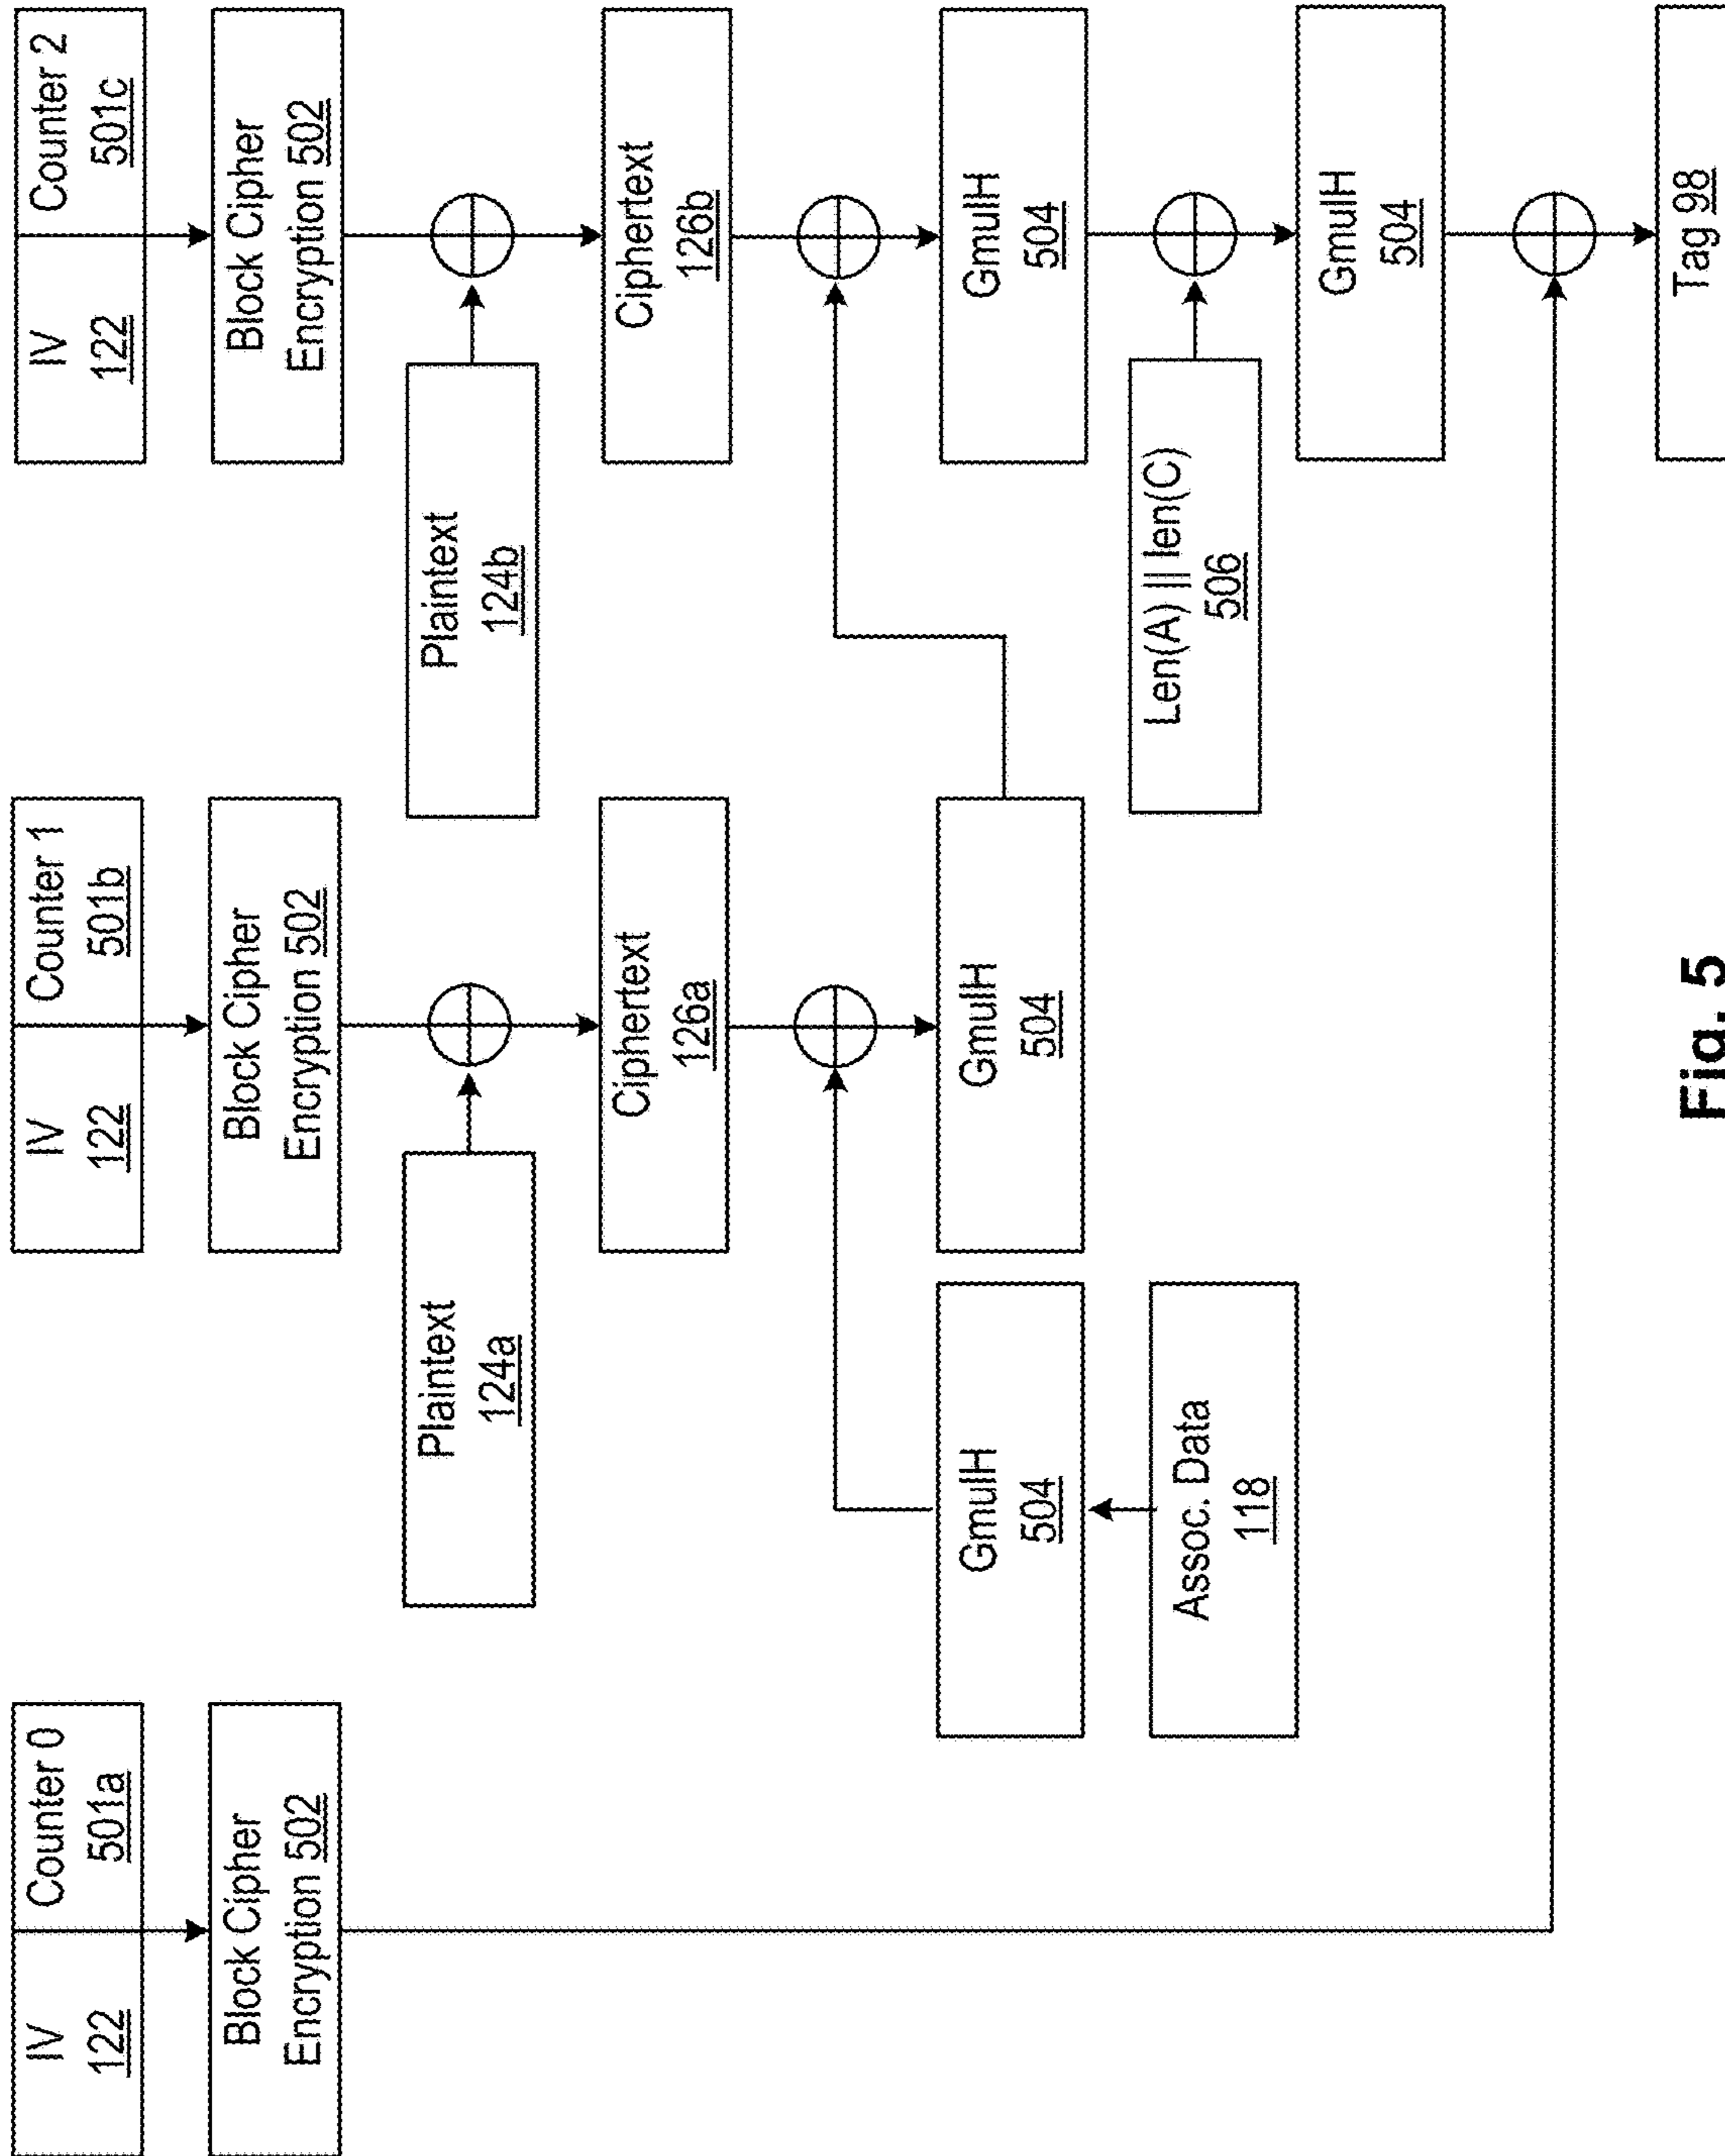 IV
122
Counter 0
501a
IV
122
Counter 1
501b
IV
122
Counter 2
501c
Block Cipher
Encryption 502
Block Cipher
Encryption 502
Block Cipher
Encryption 502
Plaintext
124a
Plaintext
124b
Ciphertext
126a
Ciphertext
126b
GmulH
504
GmulH
504
GmulH
504
Assoc. Data
118
Len(A) || len(C)
506
GmulH
504
Tag 98
Fig. 5